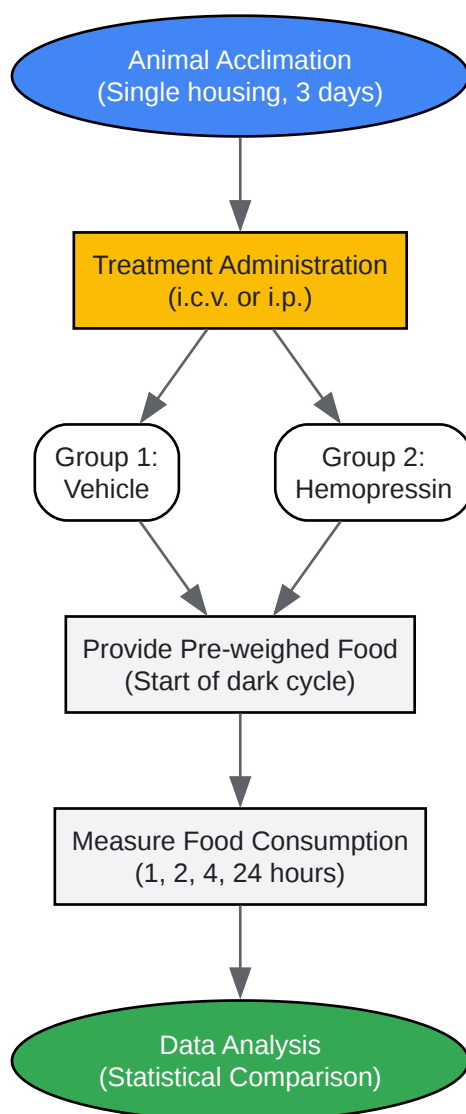 Animal Acclimation
(Single housing, 3 days)
Treatment Administration
(i.c.v. or i.p.)
Group 1:
Vehicle
Group 2:
Hemopressin
Provide Pre-weighed Food
(Start of dark cycle)
Measure Food Consumption
(1, 2, 4, 24 hours)
Data Analysis
(Statistical Comparison)